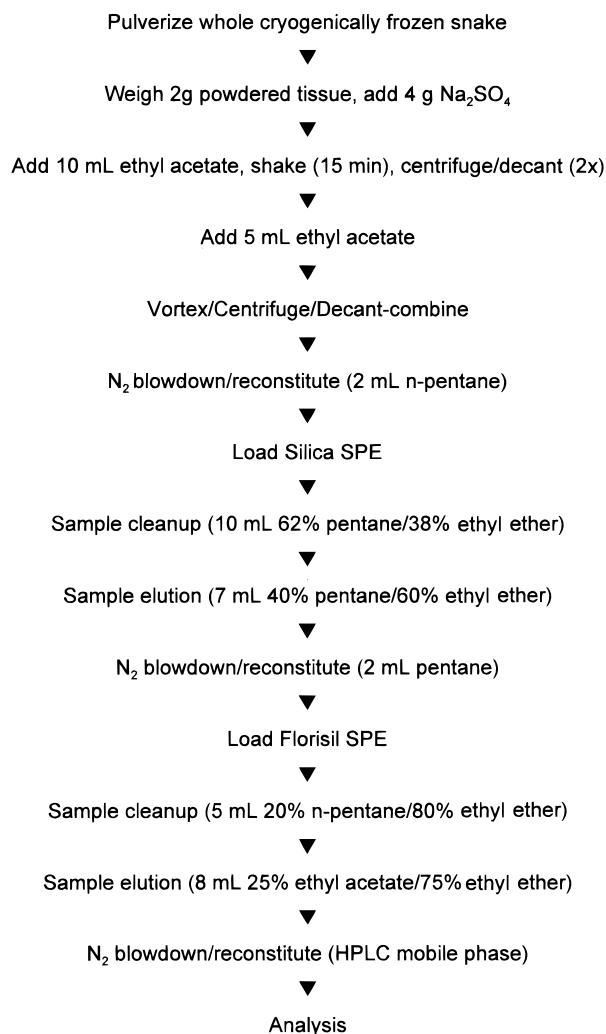 Pulverize whole cryogenically frozen snake
▼
Weigh 2g powdered tissue, add 4 g Na₂SO₄
▼
Add 10 mL ethyl acetate, shake (15 min), centrifuge/decant (2x)
▼
Add 5 mL ethyl acetate
▼
Vortex/Centrifuge/Decant-combine
▼
N₂ blowdown/reconstitute (2 mL n-pentane)
▼
Load Silica SPE
▼
Sample cleanup (10 mL 62% pentane/38% ethyl ether)
▼
Sample elution (7 mL 40% pentane/60% ethyl ether)
▼
N₂ blowdown/reconstitute (2 mL pentane)
▼
Load Florisil SPE
▼
Sample cleanup (5 mL 20% n-pentane/80% ethyl ether)
▼
Sample elution (8 mL 25% ethyl acetate/75% ethyl ether)
▼
N₂ blowdown/reconstitute (HPLC mobile phase)
▼
Analysis